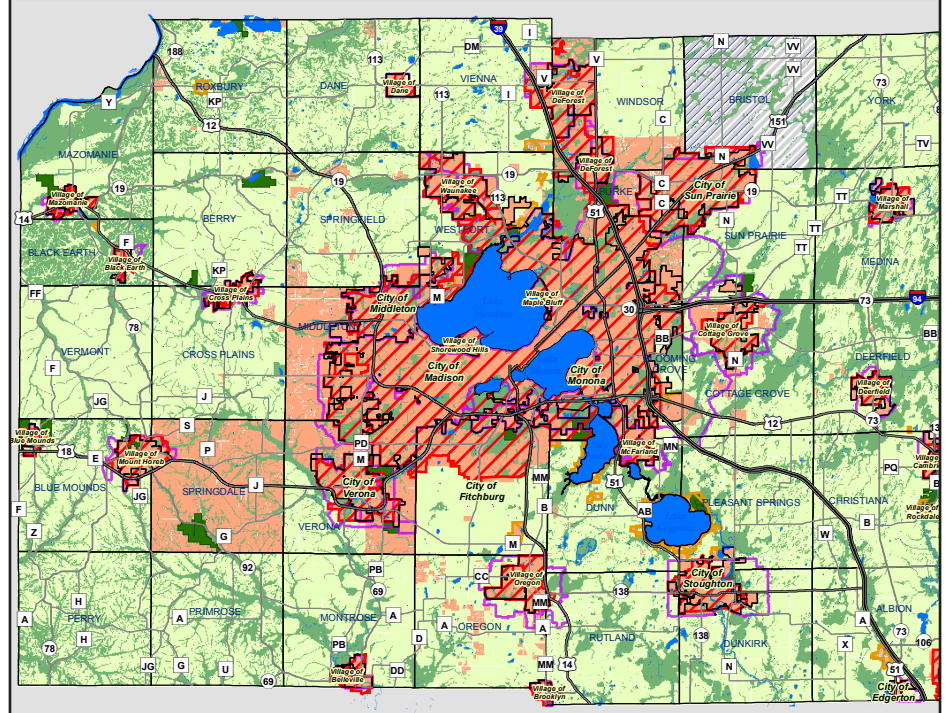 39
I
N
VV
188
DM
113
V
V
VV
73
ROXBURY
DANE
VIENNA
Village of
Dane
Village of
DeForest
WINDSOR
BRISTOL
YORK
Y
KP
113
I
12
C
151
TV
MAZOMANIE
N
VV
Village of
DeForest
19
19
19
Village of
Waunakee
113
BURKE
C
C
City of
Sun Prairie
19
Village of
Mazomanie
TT
Village of
Marshall
14
BERRY
SPRINGFIELD
51
N
TT
BLACK EARTH
F
WESTPORT
SUN PRAIRIE
TT
Village of
Black Earth
KP
MEDINA
FF
Village of
Cross Plains
City of
Middleton
M
Lake
Village of
Maple Bluff
30
73
94
78
MIDDLETON
Village of
Cottage Grove
BB
VERMONT
CROSS PLAINS
Village of
Shorewood Hills
BB
N
DEERFIELD
F
City of
Madison
City of
Monona
BLOOMING
GROVE
Village of
Deerfield
JG
J
COTTAGE GROVE
S
12
73
Village of
Blue Mounds
18
E
Village of
Mount Horeb
P
PD
M
Village of
McFarland
MN
PQ
BLUE MOUNDS
JG
SPRINGDALE
J
City of
Verona
City of
Fitchburg
MM
51
B
F
Z
G
VERONA
B
DUNN
AB
PLEASANT SPRINGS
CHRISTIANA
Village of
Rockdale
W
B
92
M
PB
CC
Village of
Oregon
City of
Stoughton
H
69
MM
138
A
PERRY
A
PRIMROSE
MONTROSE
A
A
OREGON
A
RUTLAND
138
DUNKIRK
ALBION
A
73
H
78
PB
D
X
106
JG
G
U
69
Village of
Belleville
DD
MM
14
N
51
Village of
Brooklyn
City of
Edgerton